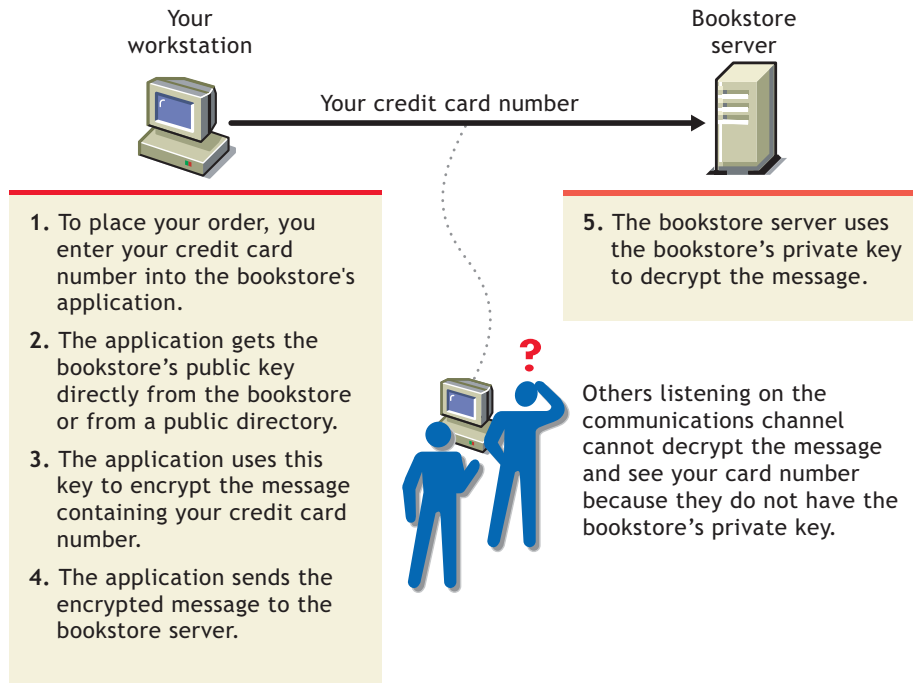 Your
workstation
Bookstore
server
Your credit card number
1. To place your order, you
enter your credit card
number into the bookstore's
application.
2. The application gets the
bookstore’s public key
directly from the bookstore
or from a public directory.
3. The application uses this
key to encrypt the message
containing your credit card
number.
4. The application sends the
encrypted message to the
bookstore server.
5. The bookstore server uses
the bookstore’s private key
to decrypt the message.
?
Others listening on the
communications channel
cannot decrypt the message
and see your card number
because they do not have the
bookstore’s private key.